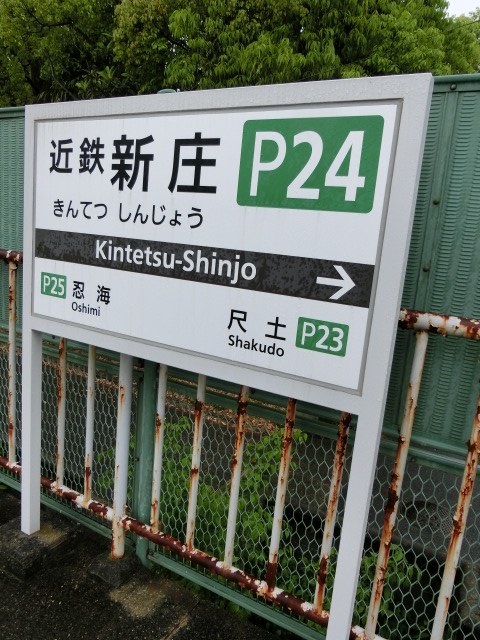 近鉄新庄 P24
きんてつ しんじょう
Kintetsu-Shinjo
P25 忍海
Oshimi
尺土 P23
Shakudo